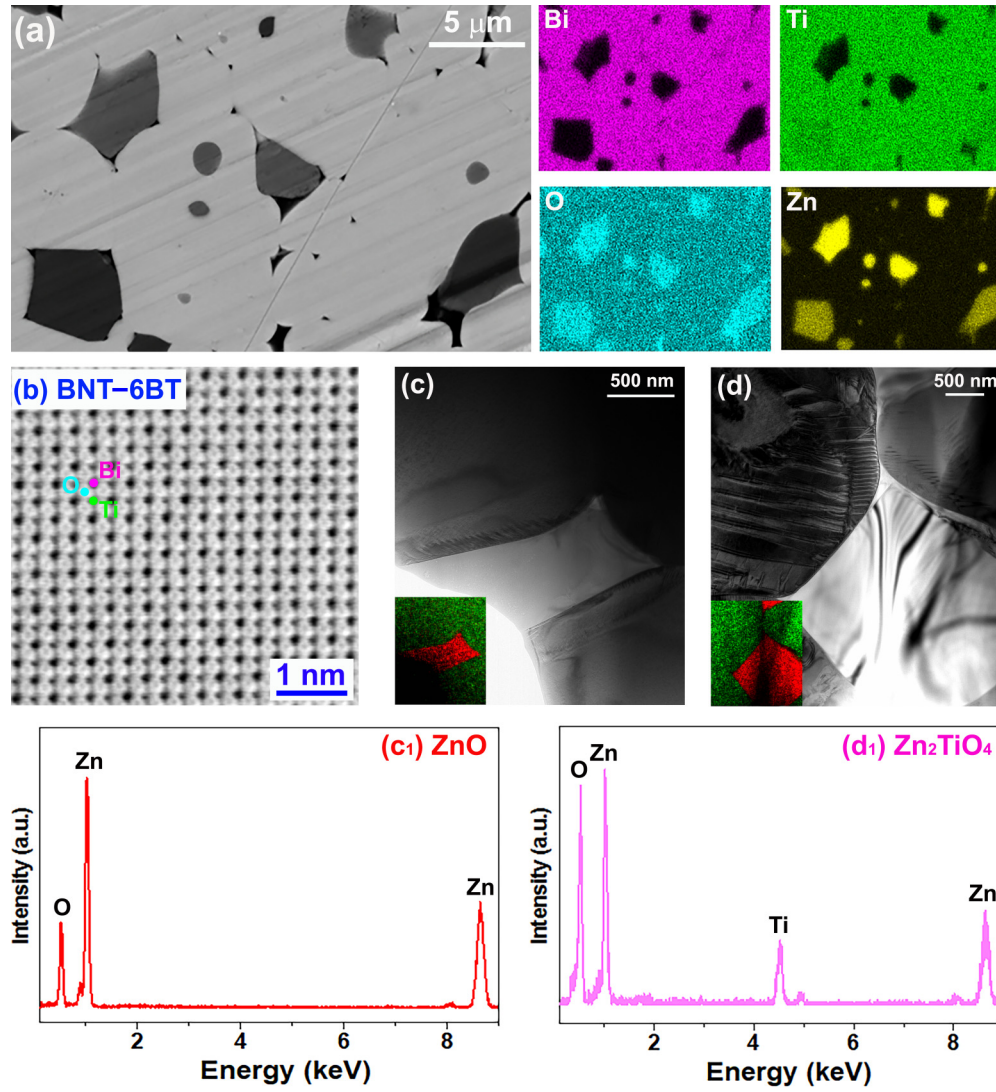 (a)
5 μm
Bi
Ti
O
Zn
(b) BNT−6BT
Bi
O
Ti
1 nm
(c)
500 nm
(d)
500 nm
(c₁) ZnO
Zn
O
Zn
Intensity (a.u.)
2 4 6 8
Energy (keV)
(d₁) Zn₂TiO₄
O
Zn
Ti
Zn
Intensity (a.u.)
2 4 6 8
Energy (keV)